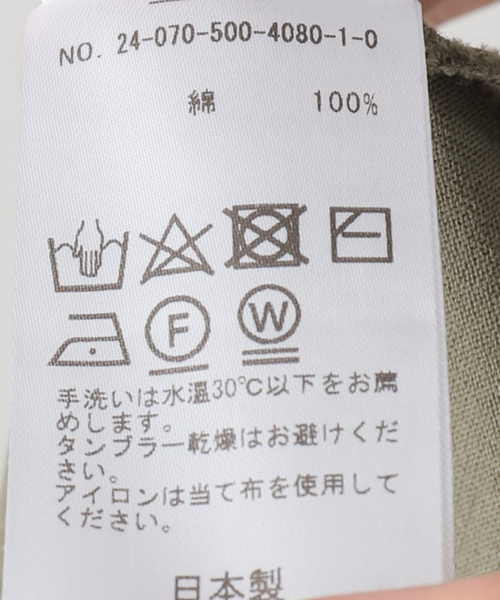 NO. 24-070-500-4080-1-0
綿 100%
F W
手洗いは水温30℃以下をお薦
めします。
タンブラー乾燥はお避けくだ
さい。
アイロンは当て布を使用して
ください。
日本製